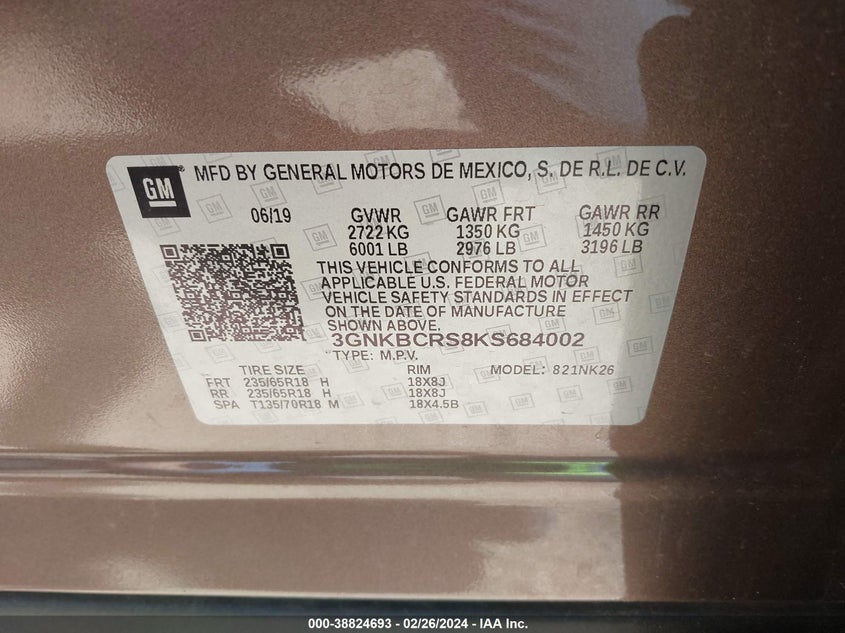 GM ® MFD BY GENERAL MOTORS DE MEXICO, S. DE R.L. DE C.V.
06/19 GVWR GAWR FRT GAWR RR
2722 KG 1350 KG 1450 KG
6001 LB 2976 LB 3196 LB
THIS VEHICLE CONFORMS TO ALL
APPLICABLE U.S. FEDERAL MOTOR
VEHICLE SAFETY STANDARDS IN EFFECT
ON THE DATE OF MANUFACTURE
SHOWN ABOVE.
3GNKBCRS8KS684002
TYPE: M.P.V.
TIRE SIZE RIM MODEL: 821NK26
FRT 235/65R18 H 18X8J
RR 235/65R18 H 18X8J
SPA T135/70R18 M 18X4.5B
000-38824693 - 02/26/2024 - IAA Inc.